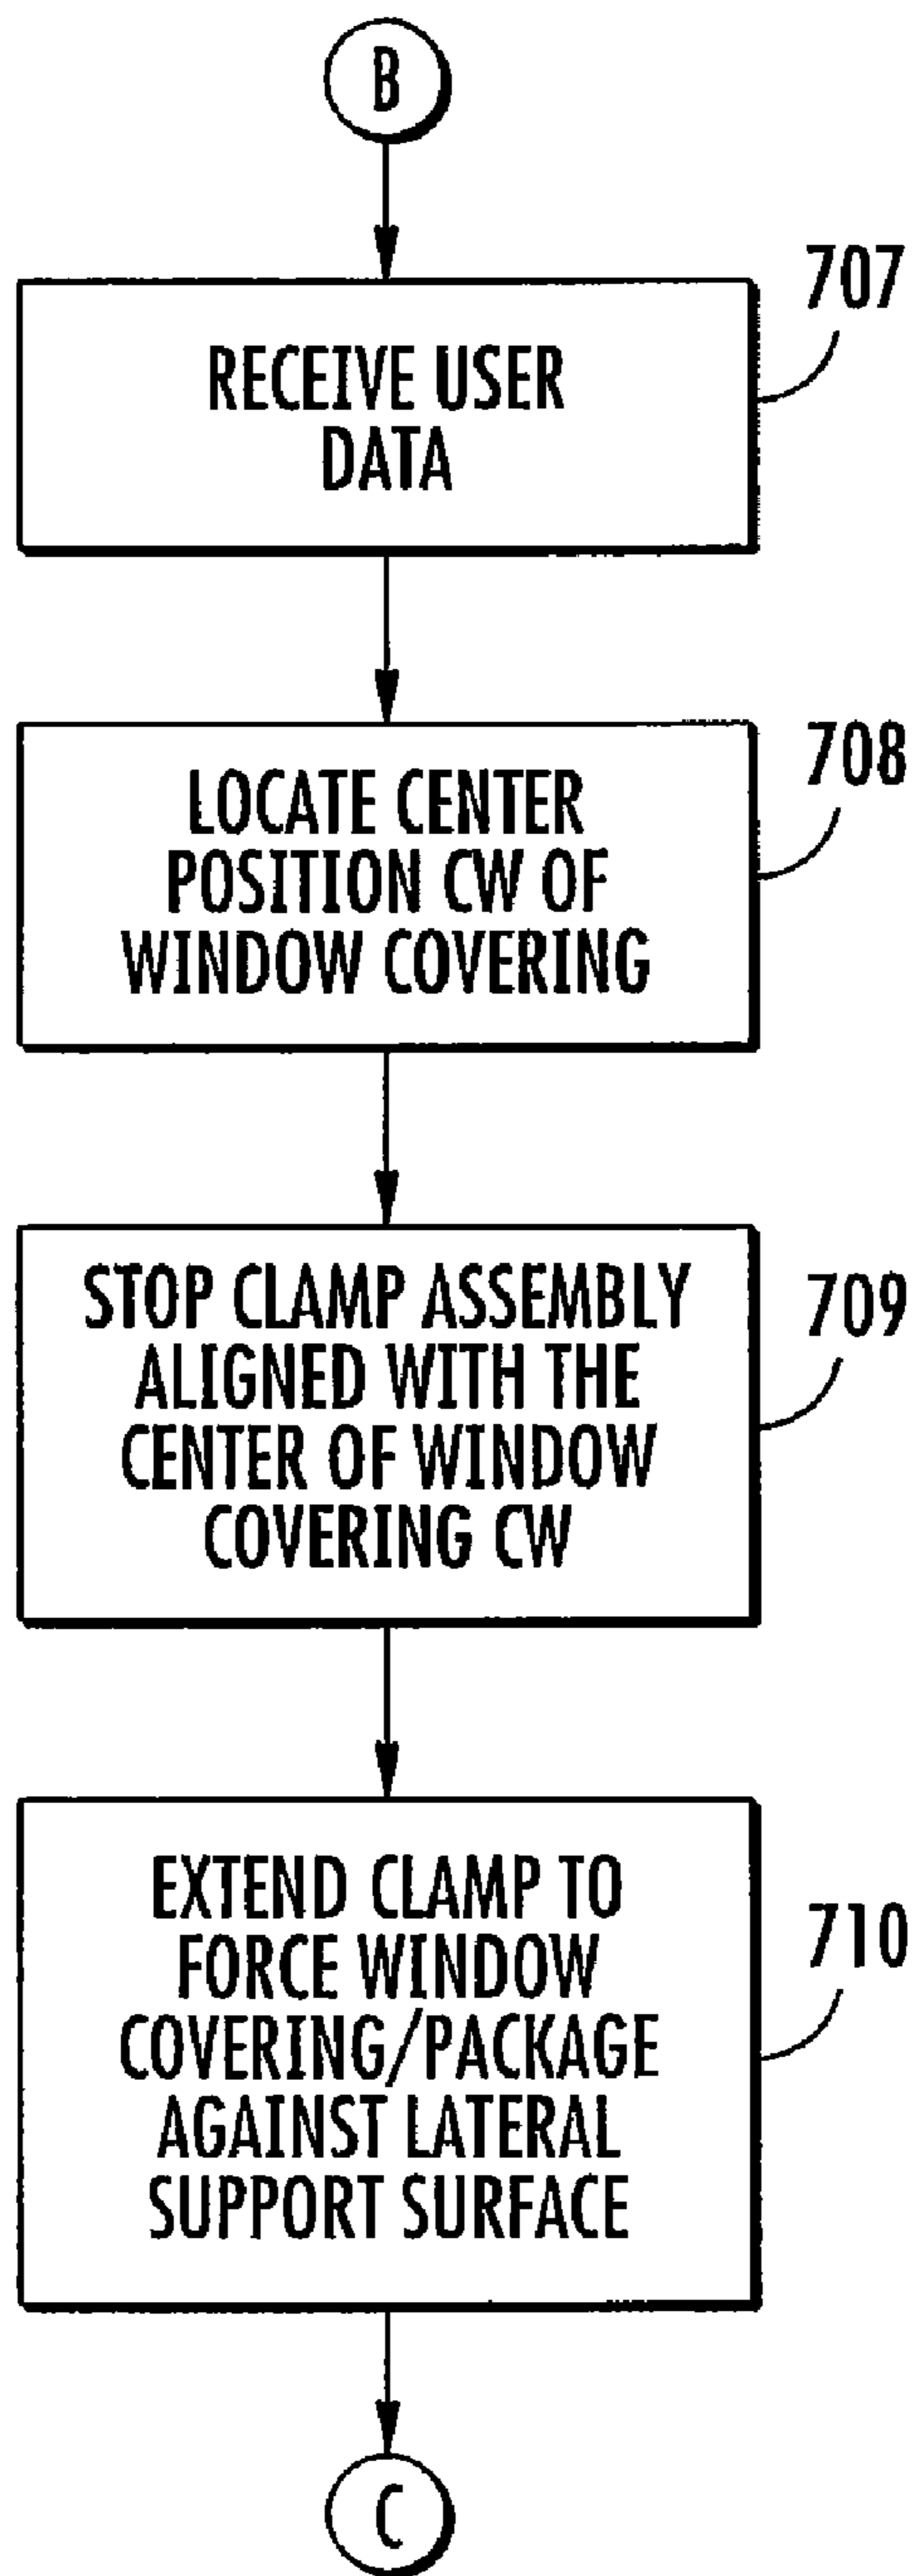 B
707
RECEIVE USER
DATA
708
LOCATE CENTER
POSITION CW OF
WINDOW COVERING
709
STOP CLAMP ASSEMBLY
ALIGNED WITH THE
CENTER OF WINDOW
COVERING CW
710
EXTEND CLAMP TO
FORCE WINDOW
COVERING/PACKAGE
AGAINST LATERAL
SUPPORT SURFACE
C